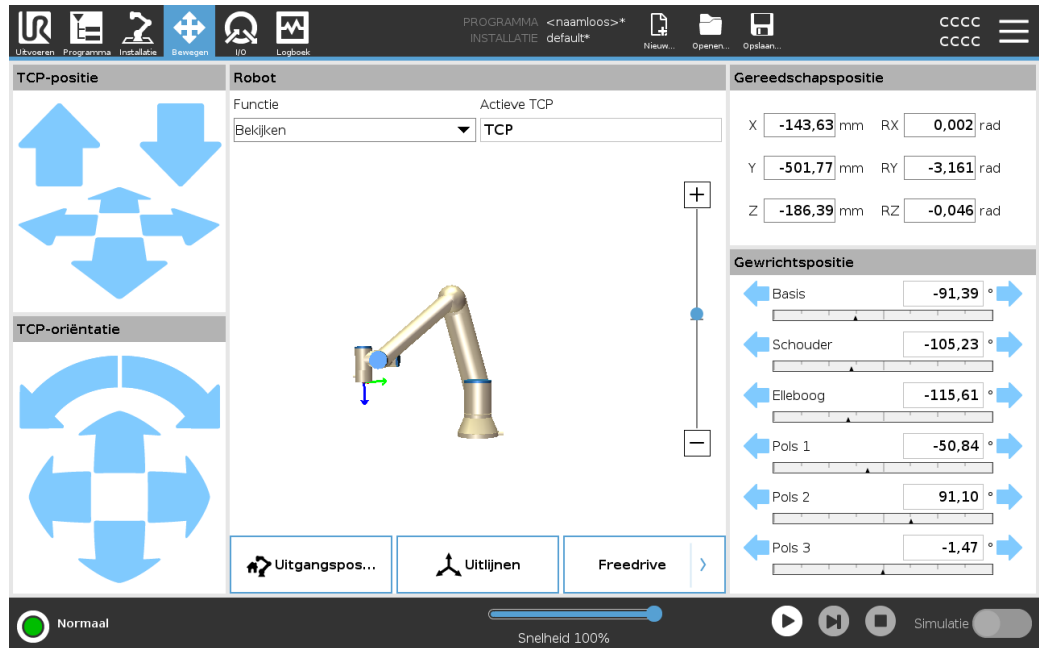 UR
Uitvoeren Programma Installatie Bewegen I/O Logboek
PROGRAMMA <naamloos>*
INSTALLATIE default*
Nieuw... Openen... Opslaan...
CCCC
CCCC
TCP-positie
Robot
Gereedschapspositie
Functie Actieve TCP
Bekijken TCP
X -143,63 mm RX 0,002 rad
Y -501,77 mm RY -3,161 rad
Z -186,39 mm RZ -0,046 rad
Gewrichtspositie
Basis -91,39 °
Schouder -105,23 °
Elleboog -115,61 °
Pols 1 -50,84 °
Pols 2 91,10 °
Pols 3 -1,47 °
TCP-oriëntatie
Uitgangspos... Uitlijnen Freedrive
Normaal
Snelheid 100%
Simulatie